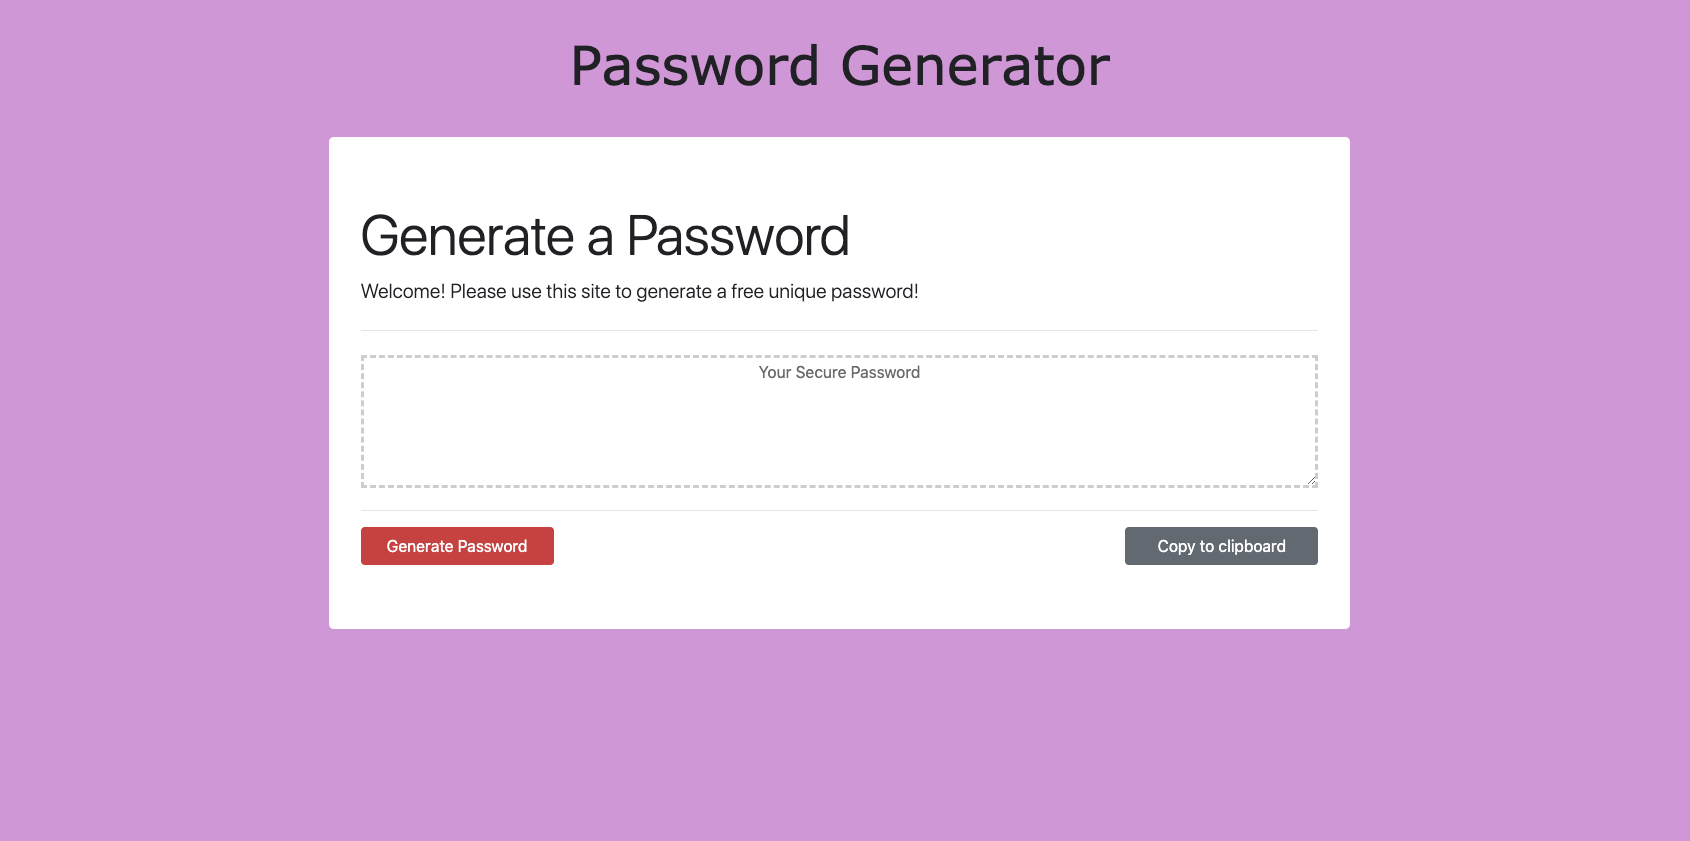 Password Generator
Generate a Password
Welcome! Please use this site to generate a free unique password!
Your Secure Password
Generate Password
Copy to clipboard